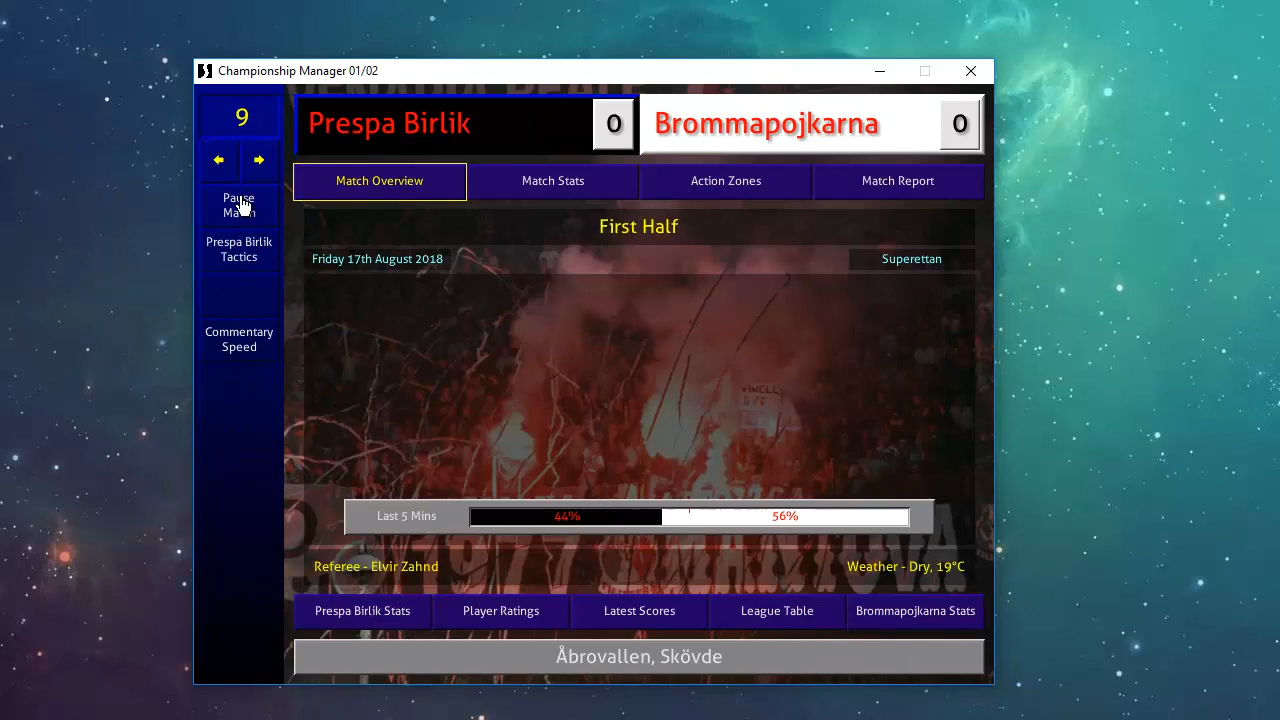 Championship Manager 01/02
9
Prespa Birlik 0 Brommapojkarna 0
Match Overview Match Stats Action Zones Match Report
Pause
Match
Prespa Birlik
Tactics
Commentary
Speed
First Half
Friday 17th August 2018 Superettan
Last 5 Mins 44% 56%
1977
Referee - Elvir Zahnd Weather - Dry, 19°C
Prespa Birlik Stats Player Ratings Latest Scores League Table Brommapojkarna Stats
Åbrovallen, Skövde